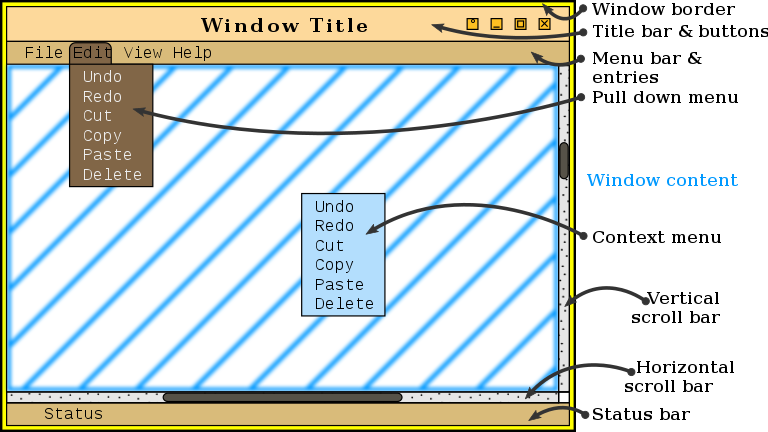 Window Title
File Edit View Help
Undo
Redo
Cut
Copy
Paste
Delete
Undo
Redo
Cut
Copy
Paste
Delete
Status
Window border
Title bar & buttons
Menu bar &
entries
Pull down menu
Window content
Context menu
Vertical
scroll bar
Horizontal
scroll bar
Status bar